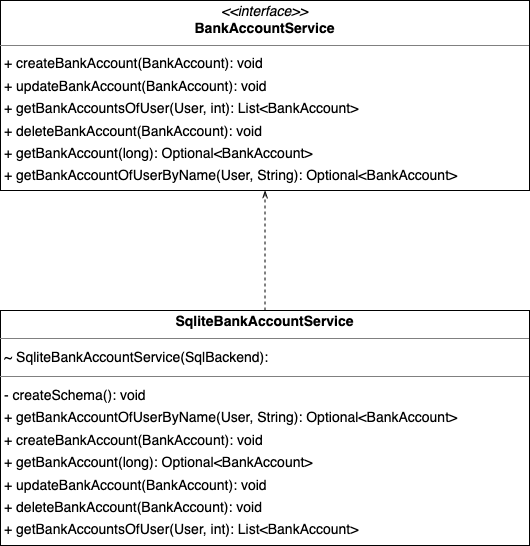 <<interface>>
BankAccountService
+ createBankAccount(BankAccount): void
+ updateBankAccount(BankAccount): void
+ getBankAccountsOfUser(User, int): List<BankAccount>
+ deleteBankAccount(BankAccount): void
+ getBankAccount(long): Optional<BankAccount>
+ getBankAccountOfUserByName(User, String): Optional<BankAccount>
SqliteBankAccountService
~ SqliteBankAccountService(SqlBackend):
- createSchema(): void
+ getBankAccountOfUserByName(User, String): Optional<BankAccount>
+ createBankAccount(BankAccount): void
+ getBankAccount(long): Optional<BankAccount>
+ updateBankAccount(BankAccount): void
+ deleteBankAccount(BankAccount): void
+ getBankAccountsOfUser(User, int): List<BankAccount>